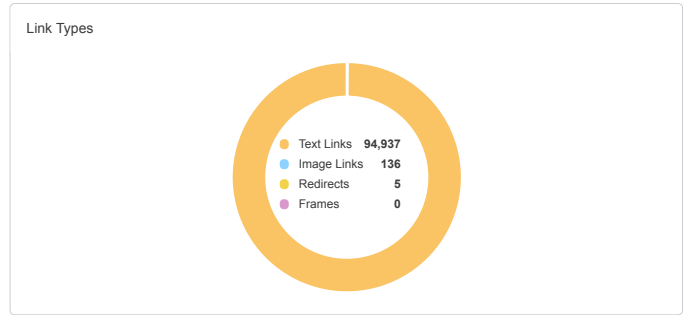 Link Types
Text Links 94,937
Image Links 136
Redirects 5
Frames 0